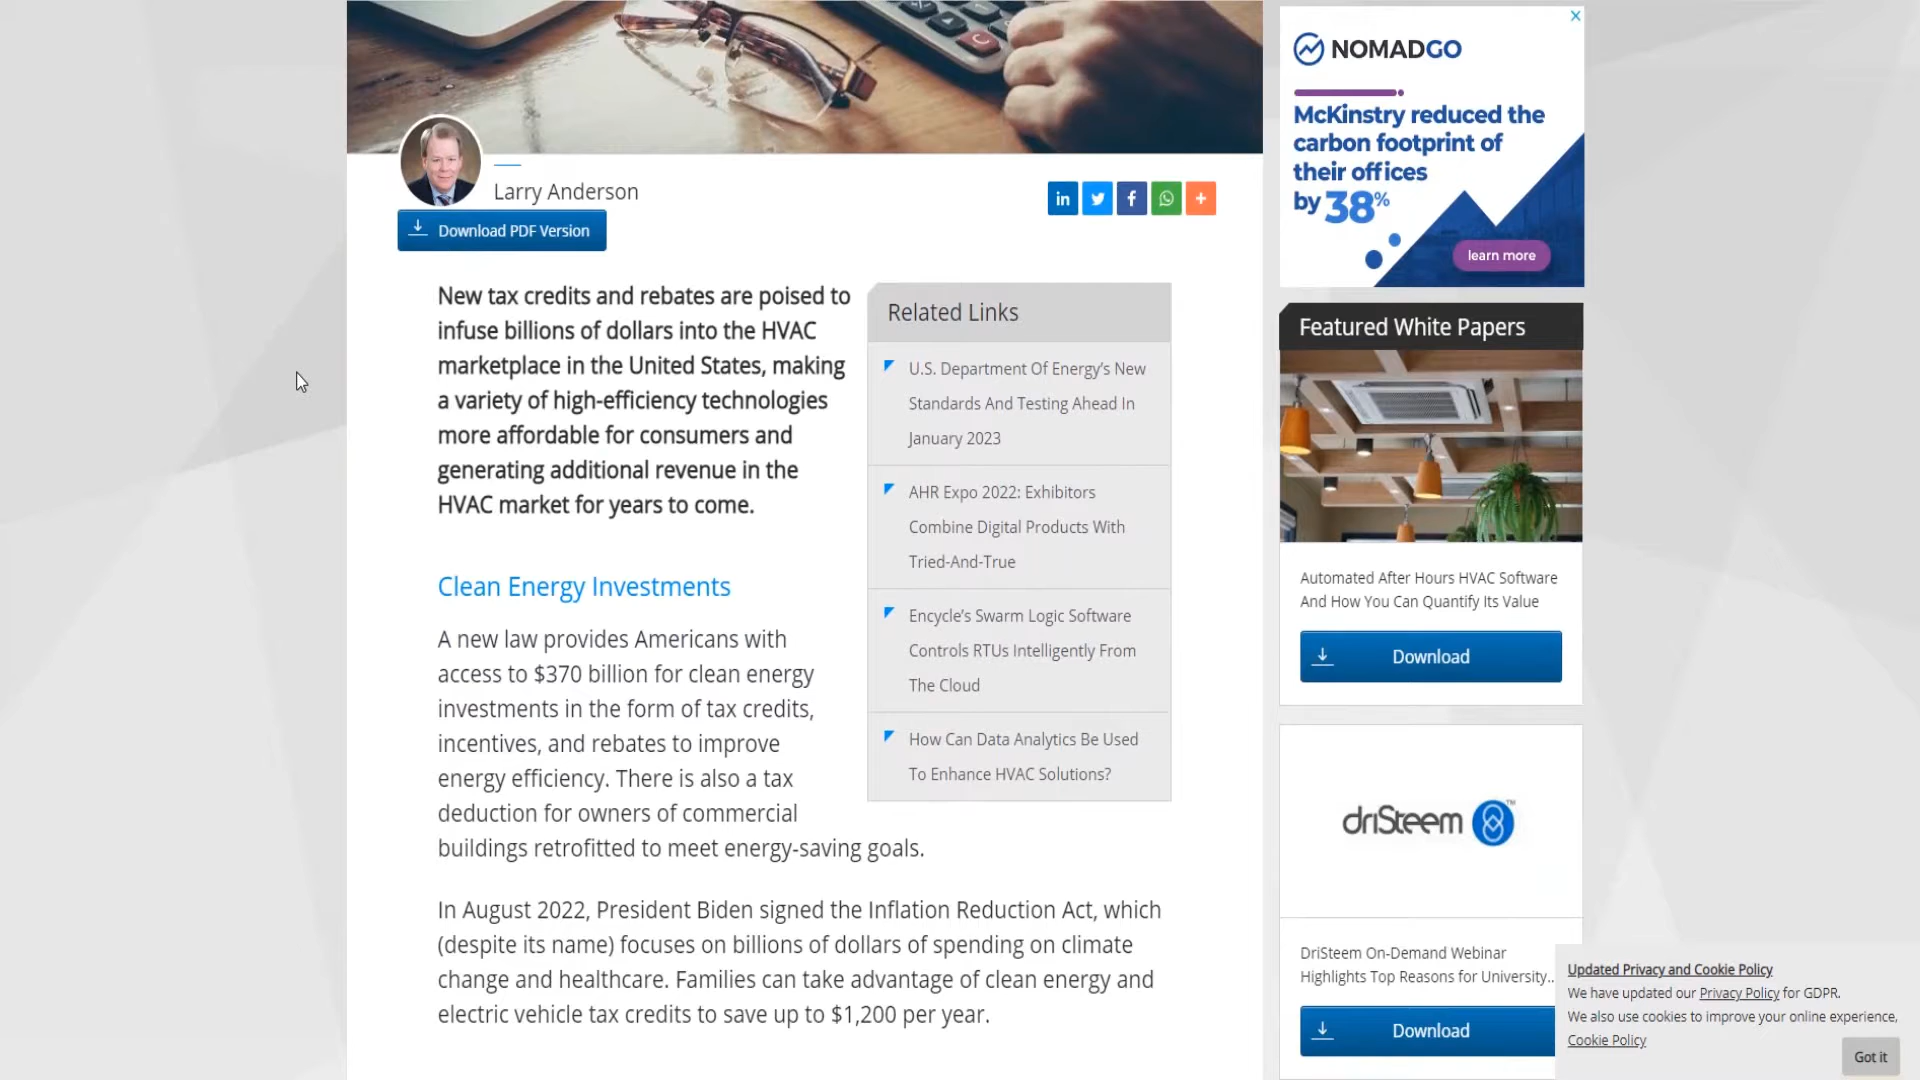 Larry Anderson
Download PDF Version
in
f
+
New tax credits and rebates are poised to
infuse billions of dollars into the HVAC
marketplace in the United States, making
a variety of high-efficiency technologies
more affordable for consumers and
generating additional revenue in the
HVAC market for years to come.
Related Links
U.S. Department Of Energy's New
Standards And Testing Ahead In
January 2023
AHR Expo 2022: Exhibitors
Combine Digital Products With
Tried-And-True
Encycle's Swarm Logic Software
Controls RTUs Intelligently From
The Cloud
How Can Data Analytics Be Used
To Enhance HVAC Solutions?
Clean Energy Investments
A new law provides Americans with
access to $370 billion for clean energy
investments in the form of tax credits,
incentives, and rebates to improve
energy efficiency. There is also a tax
deduction for owners of commercial
buildings retrofitted to meet energy-saving goals.
In August 2022, President Biden signed the Inflation Reduction Act, which
(despite its name) focuses on billions of dollars of spending on climate
change and healthcare. Families can take advantage of clean energy and
electric vehicle tax credits to save up to $1,200 per year.
NOMADGO
McKinstry reduced the
carbon footprint of
their offices
by 38%
learn more
Featured White Papers
Automated After Hours HVAC Software
And How You Can Quantify Its Value
Download
driSteem™
DriSteem On-Demand Webinar
Highlights Top Reasons for University...
Download
Updated Privacy and Cookie Policy
We have updated our Privacy Policy for GDPR.
We also use cookies to improve your online experience,
Cookie Policy
Got it